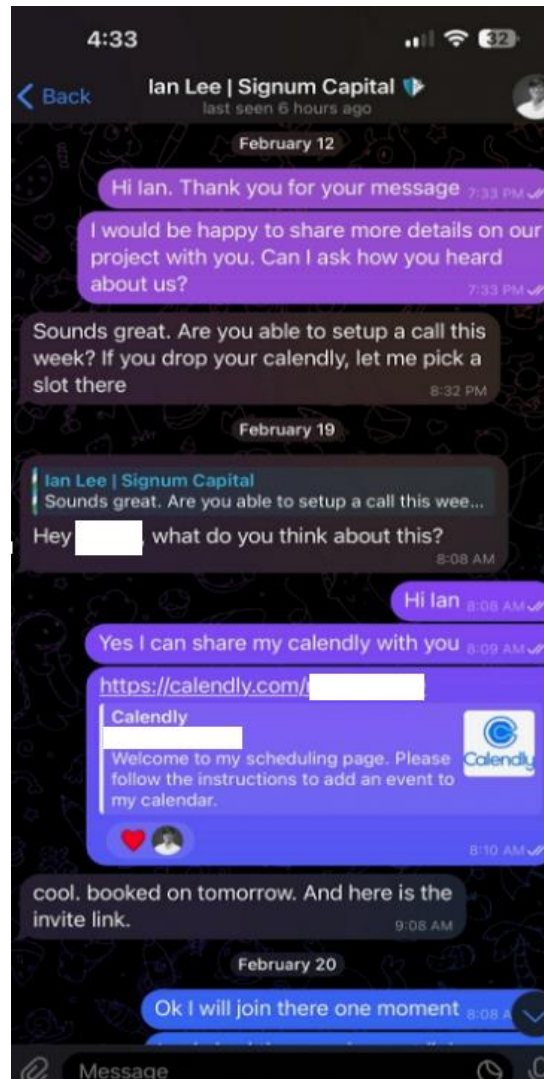 4:33
32
Back
Ian Lee | Signum Capital
last seen 6 hours ago
February 12
Hi Ian. Thank you for your message 7:33 PM
I would be happy to share more details on our
project with you. Can I ask how you heard
about us?
7:33 PM
Sounds great. Are you able to setup a call this
week? If you drop your calendly, let me pick a
slot there
8:32 PM
February 19
Ian Lee | Signum Capital
Sounds great. Are you able to setup a call this wee...
Hey , what do you think about this?
8:08 AM
Hi Ian 8:08 AM
Yes I can share my calendly with you 8:09 AM
https://calendly.com/
Calendly
Welcome to my scheduling page. Please
follow the instructions to add an event to
my calendar.
Calendly
8:10 AM
cool. booked on tomorrow. And here is the
invite link.
9:08 AM
February 20
Ok I will join there one moment 8:08 A
Message